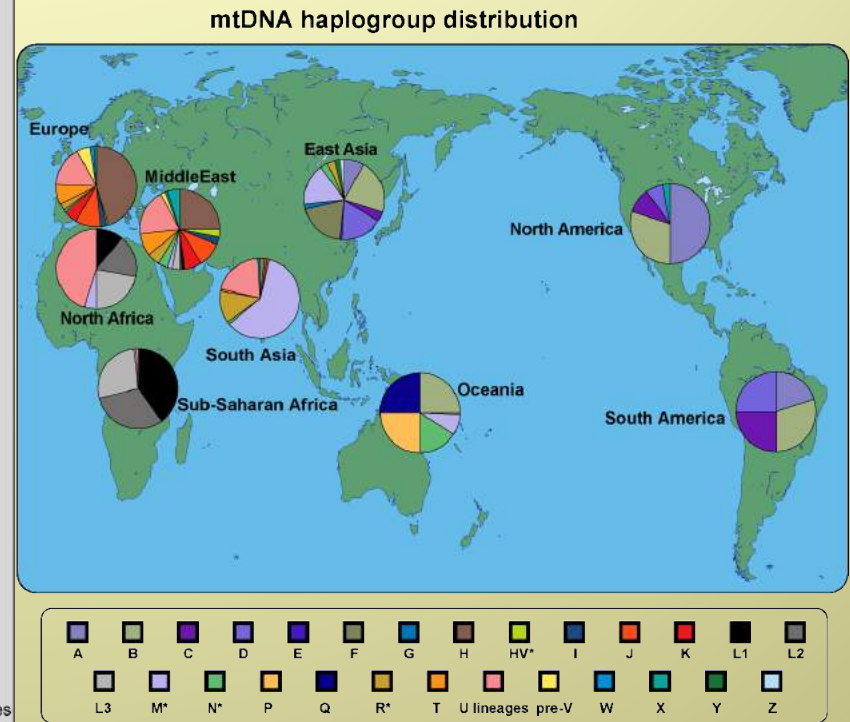 mtDNA haplogroup distribution
Europe
MiddleEast
East Asia
North America
North Africa
South Asia
Sub-Saharan Africa
Oceania
South America
A B C D E F G H HV* I J K L1 L2
L3 M* N* P Q R* T U lineages pre-V W X Y Z
es